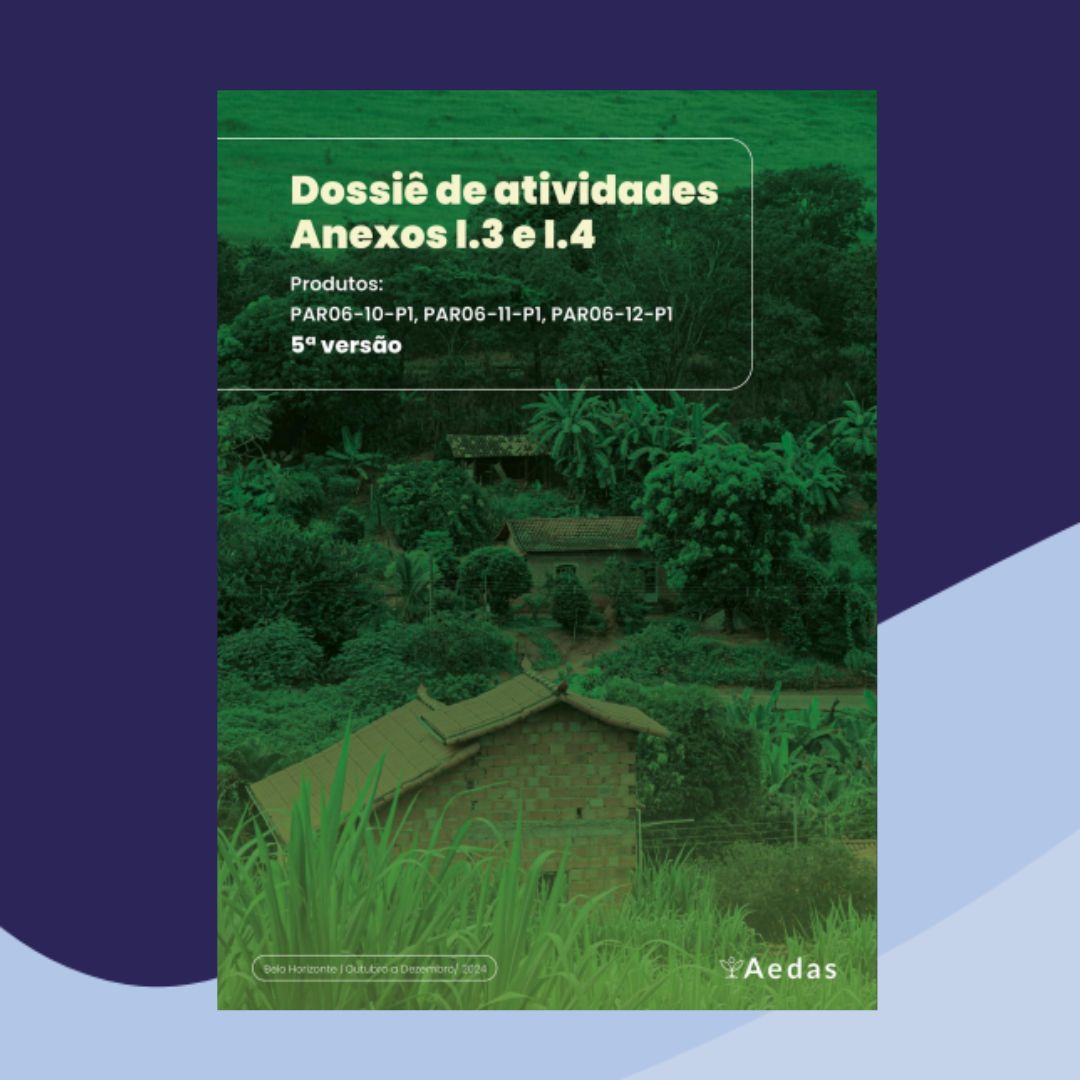 Dossiê de atividades
Anexos I.3 e I.4
Produtos:
PAR06-10-P1, PAR06-11-P1, PAR06-12-P1
5ª versão
Belo Horizonte | Outubro a Dezembro/ 2024
Aedas